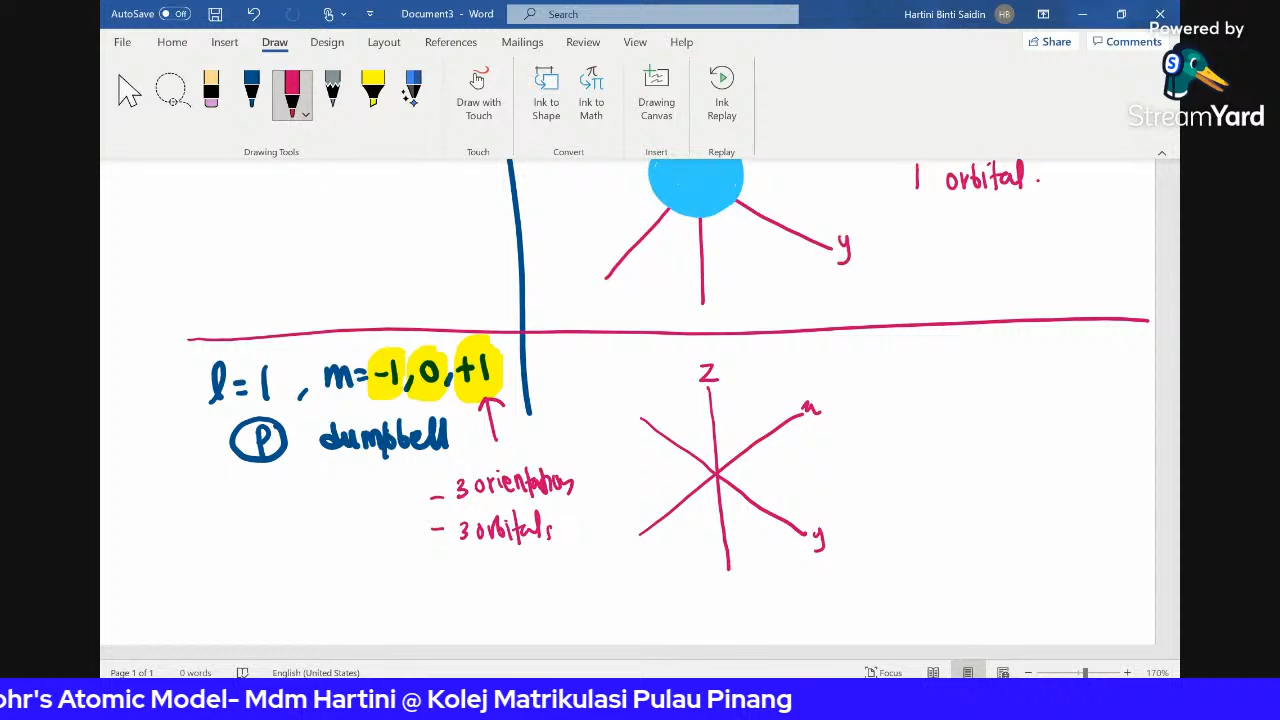 AutoSave Off Document3 - Word Search Hartini Binti Saidin HB
Powered by
StreamYard
File Home Insert Draw Design Layout References Mailings Review View Help Share Comments
Draw with Touch
Ink to Shape
Ink to Math
Drawing Canvas
Ink Replay
Drawing Tools Touch Convert Insert Replay
1 orbital.
y
l = 1 , m = -1, 0, +1
P dumpbell
- 3 orientations
- 3 orbitals
z
x
y
Page 1 of 1 0 words English (United States) Focus 170%
ohr's Atomic Model- Mdm Hartini @ Kolej Matrikulasi Pulau Pinang